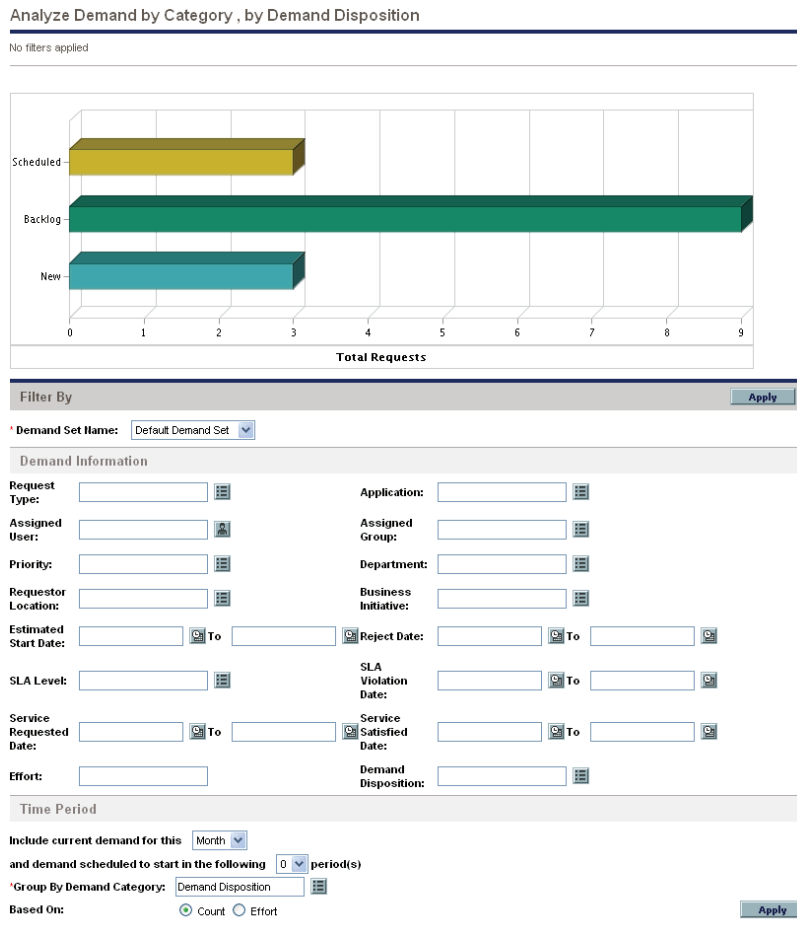 Analyze Demand by Category , by Demand Disposition
No filters applied
Scheduled
Backlog
New
0 1 2 3 4 5 6 7 8 9
Total Requests
Filter By
Apply
*Demand Set Name: Default Demand Set
Demand Information
Request Type:
Application:
Assigned User:
Assigned Group:
Priority:
Department:
Requestor Location:
Business Initiative:
Estimated Start Date: To
Reject Date: To
SLA Level:
SLA Violation Date: To
Service Requested Date: To
Service Satisfied Date: To
Effort:
Demand Disposition:
Time Period
Include current demand for this Month
and demand scheduled to start in the following 0 period(s)
*Group By Demand Category: Demand Disposition
Based On: Count Effort
Apply